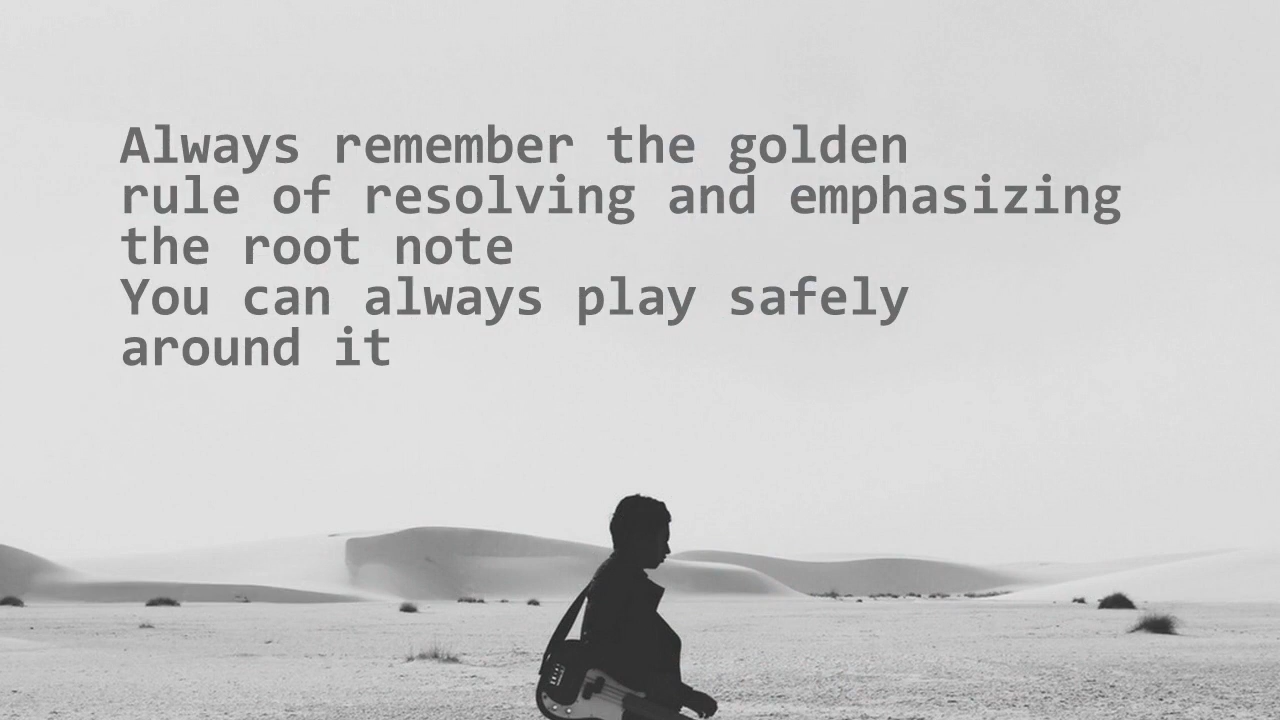 Always remember the golden
rule of resolving and emphasizing
the root note
You can always play safely
around it